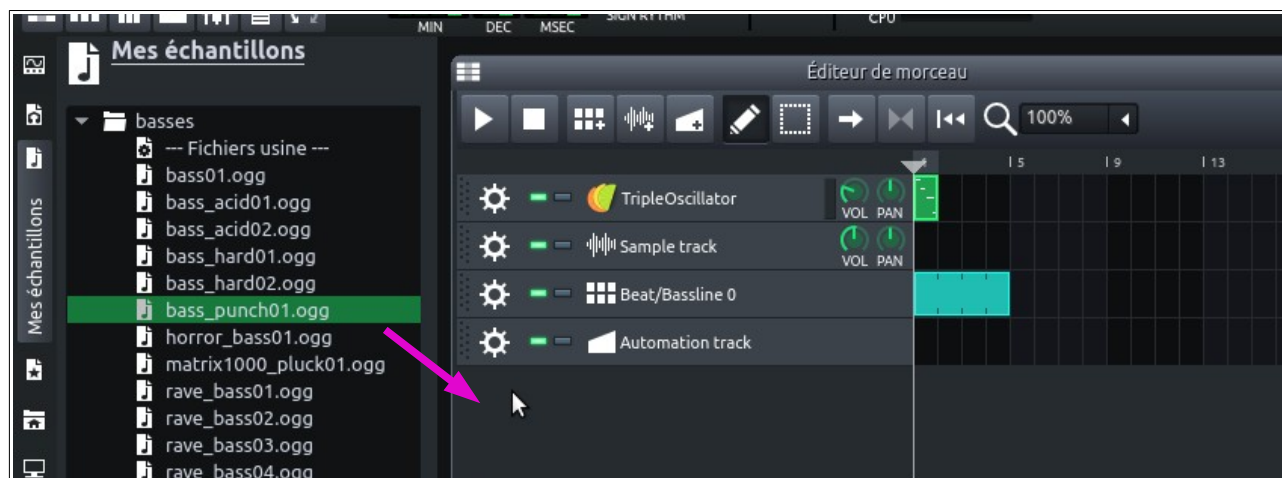 MIN DEC MSEC SIGN RYTHM CPU
Mes échantillons
Éditeur de morceau
100%
5 9 13
Mes échantillons
basses
--- Fichiers usine ---
bass01.ogg
bass_acid01.ogg
bass_acid02.ogg
bass_hard01.ogg
bass_hard02.ogg
bass_punch01.ogg
horror_bass01.ogg
matrix1000_pluck01.ogg
rave_bass01.ogg
rave_bass02.ogg
rave_bass03.ogg
rave_bass04.ogg
TripleOscillator
VOL PAN
Sample track
VOL PAN
Beat/Bassline 0
Automation track